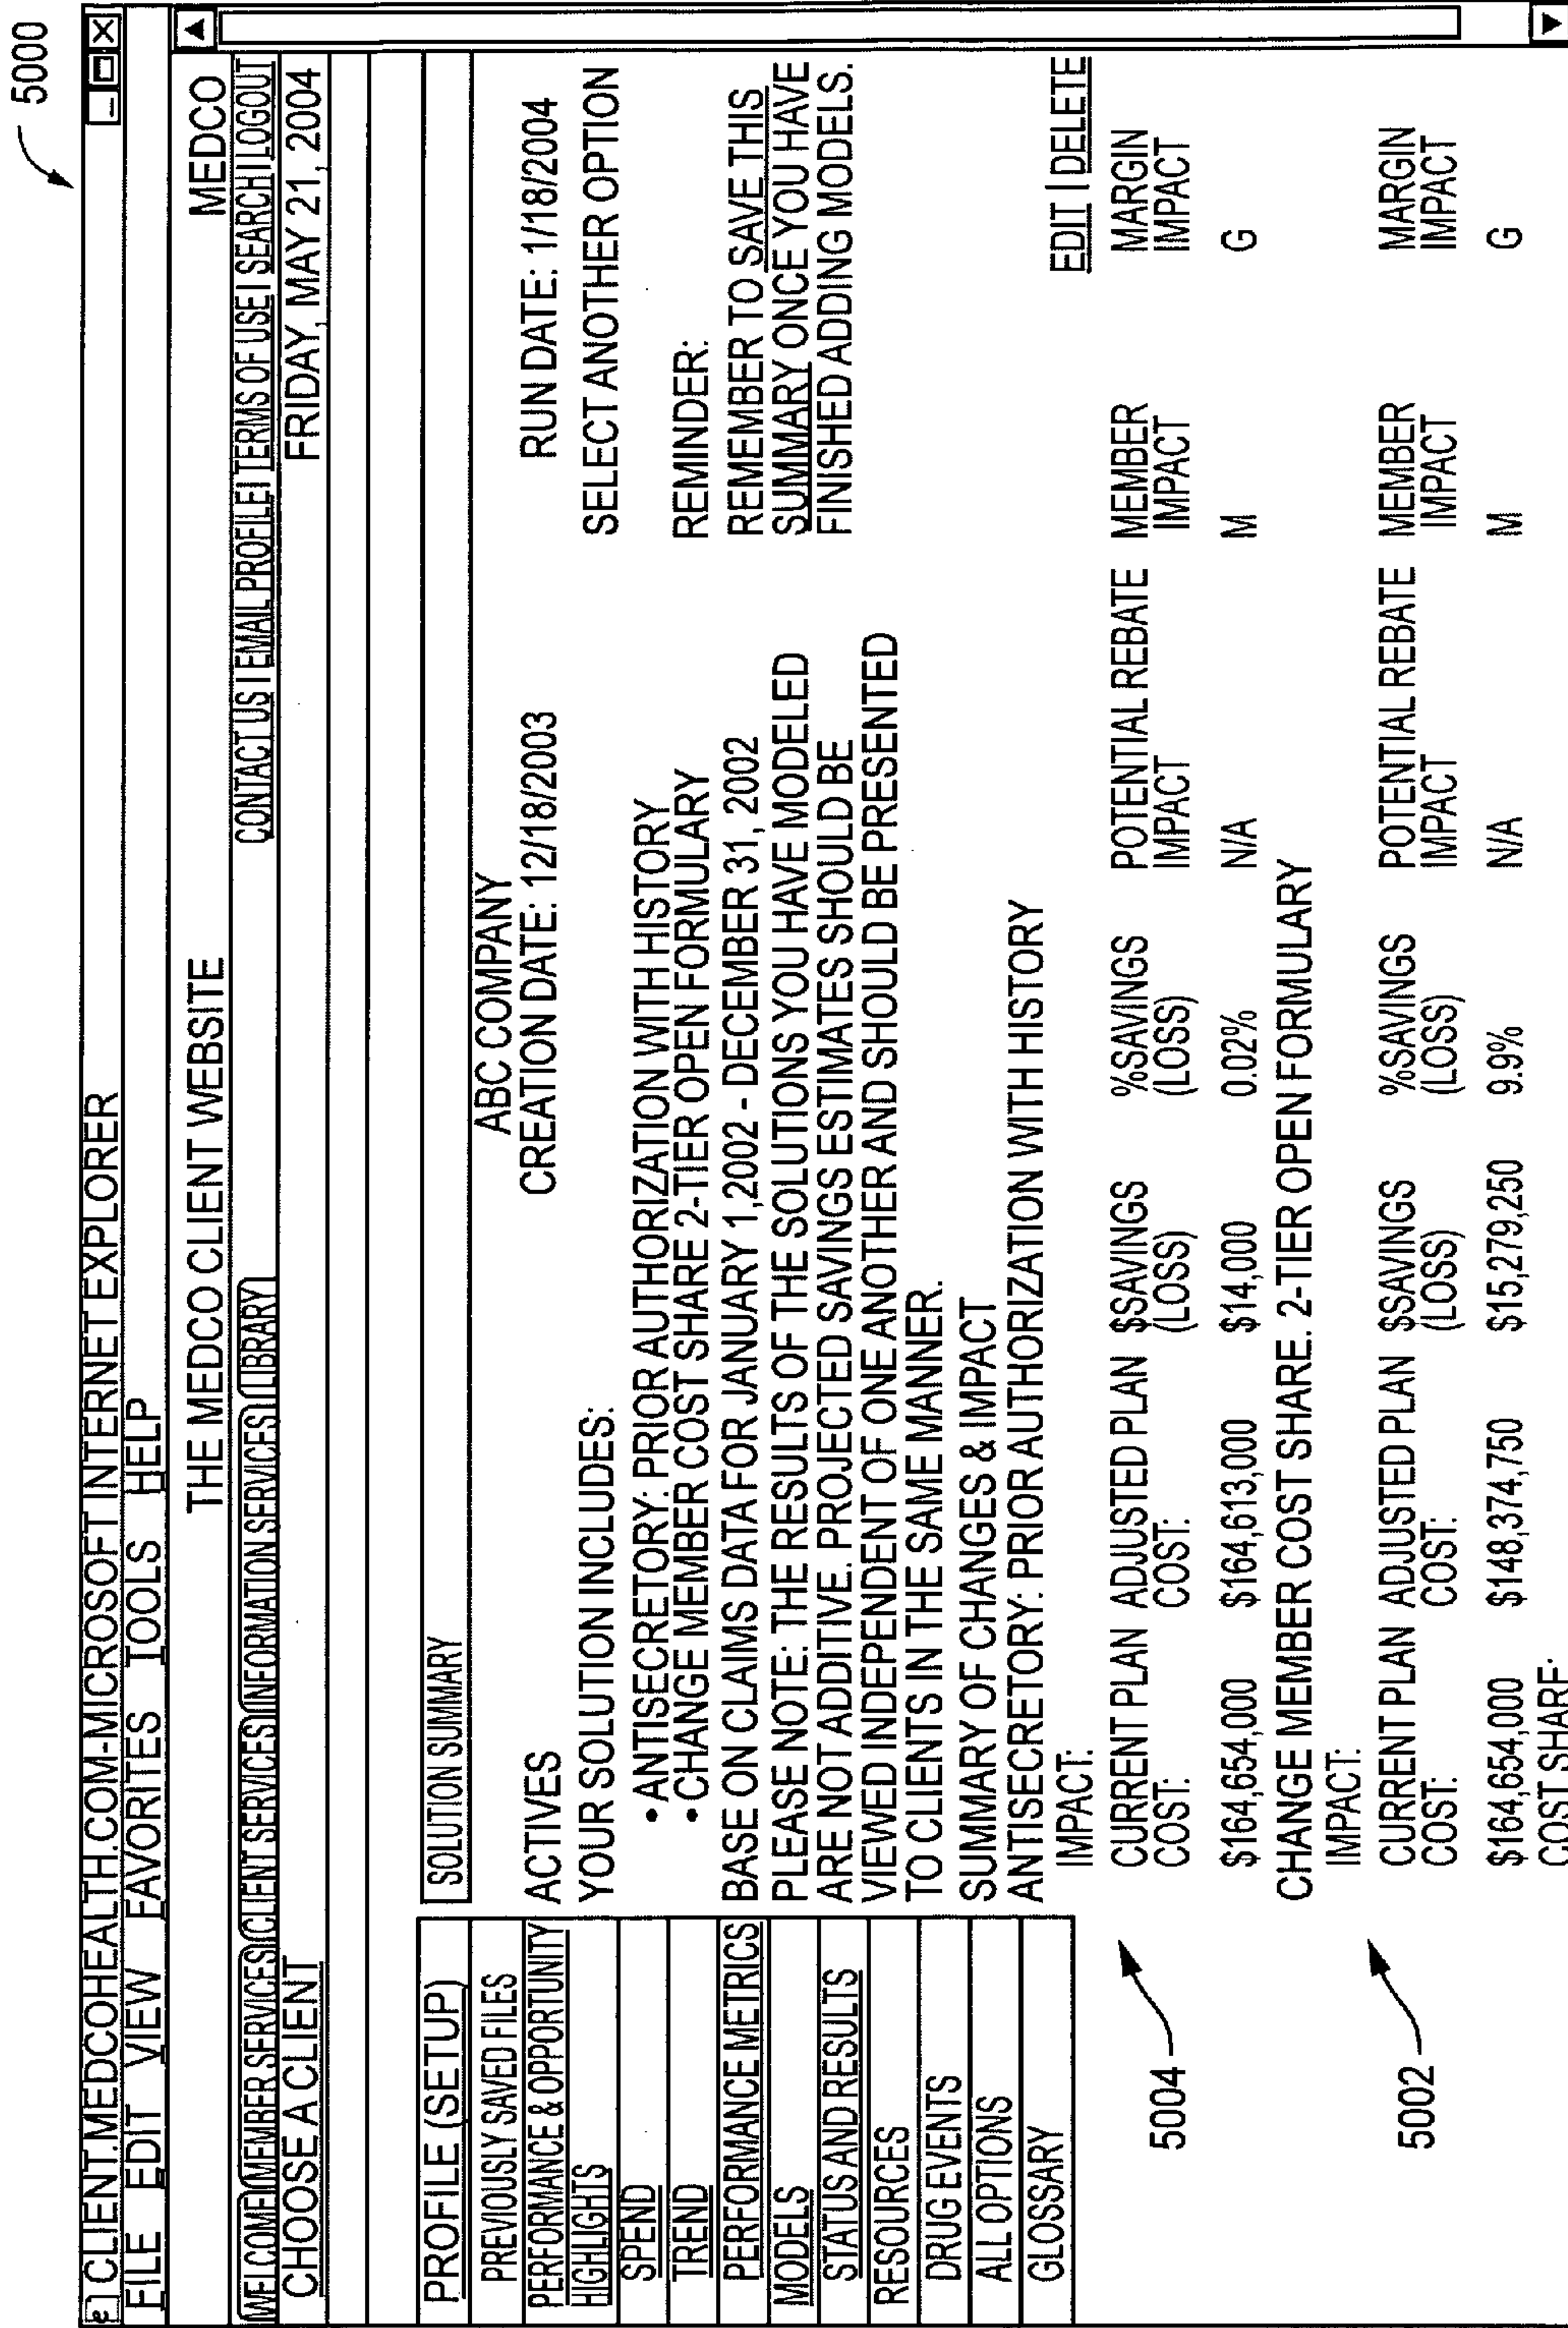 5000
CLIENT.MEDCOHEALTH.COM-MICROSOFT INTERNET EXPLORER
FILE EDIT VIEW FAVORITES TOOLS HELP
THE MEDCO CLIENT WEBSITE MEDCO
WELCOME MEMBER SERVICES CLIENT SERVICES INFORMATION SERVICES LIBRARY CONTACT US | EMAIL PROFILE | TERMS OF USE | SEARCH | LOGOUT
CHOOSE A CLIENT FRIDAY, MAY 21, 2004
PROFILE (SETUP)
PREVIOUSLY SAVED FILES
PERFORMANCE & OPPORTUNITY
HIGHLIGHTS
SPEND
TREND
PERFORMANCE METRICS
MODELS
STATUS AND RESULTS
RESOURCES
DRUG EVENTS
ALL OPTIONS
GLOSSARY
SOLUTION SUMMARY
ABC COMPANY
ACTIVES CREATION DATE: 12/18/2003 RUN DATE: 1/18/2004
YOUR SOLUTION INCLUDES: SELECT ANOTHER OPTION
• ANTISECRETORY: PRIOR AUTHORIZATION WITH HISTORY
• CHANGE MEMBER COST SHARE 2-TIER OPEN FORMULARY
BASE ON CLAIMS DATA FOR JANUARY 1,2002 - DECEMBER 31, 2002
PLEASE NOTE: THE RESULTS OF THE SOLUTIONS YOU HAVE MODELED
ARE NOT ADDITIVE. PROJECTED SAVINGS ESTIMATES SHOULD BE
VIEWED INDEPENDENT OF ONE ANOTHER AND SHOULD BE PRESENTED
TO CLIENTS IN THE SAME MANNER.
REMINDER:
REMEMBER TO SAVE THIS
SUMMARY ONCE YOU HAVE
FINISHED ADDING MODELS.
SUMMARY OF CHANGES & IMPACT
ANTISECRETORY: PRIOR AUTHORIZATION WITH HISTORY
IMPACT: EDIT | DELETE
CURRENT PLAN ADJUSTED PLAN $SAVINGS %SAVINGS POTENTIAL REBATE MEMBER MARGIN
COST: COST: (LOSS) (LOSS) IMPACT IMPACT IMPACT
$164,654,000 $164,613,000 $14,000 0.02% N/A M G
5004
CHANGE MEMBER COST SHARE. 2-TIER OPEN FORMULARY
IMPACT:
CURRENT PLAN ADJUSTED PLAN $SAVINGS %SAVINGS POTENTIAL REBATE MEMBER MARGIN
COST: COST: (LOSS) (LOSS) IMPACT IMPACT IMPACT
$164,654,000 $148,374,750 $15,279,250 9.9% N/A M G
5002
COST SHARE: